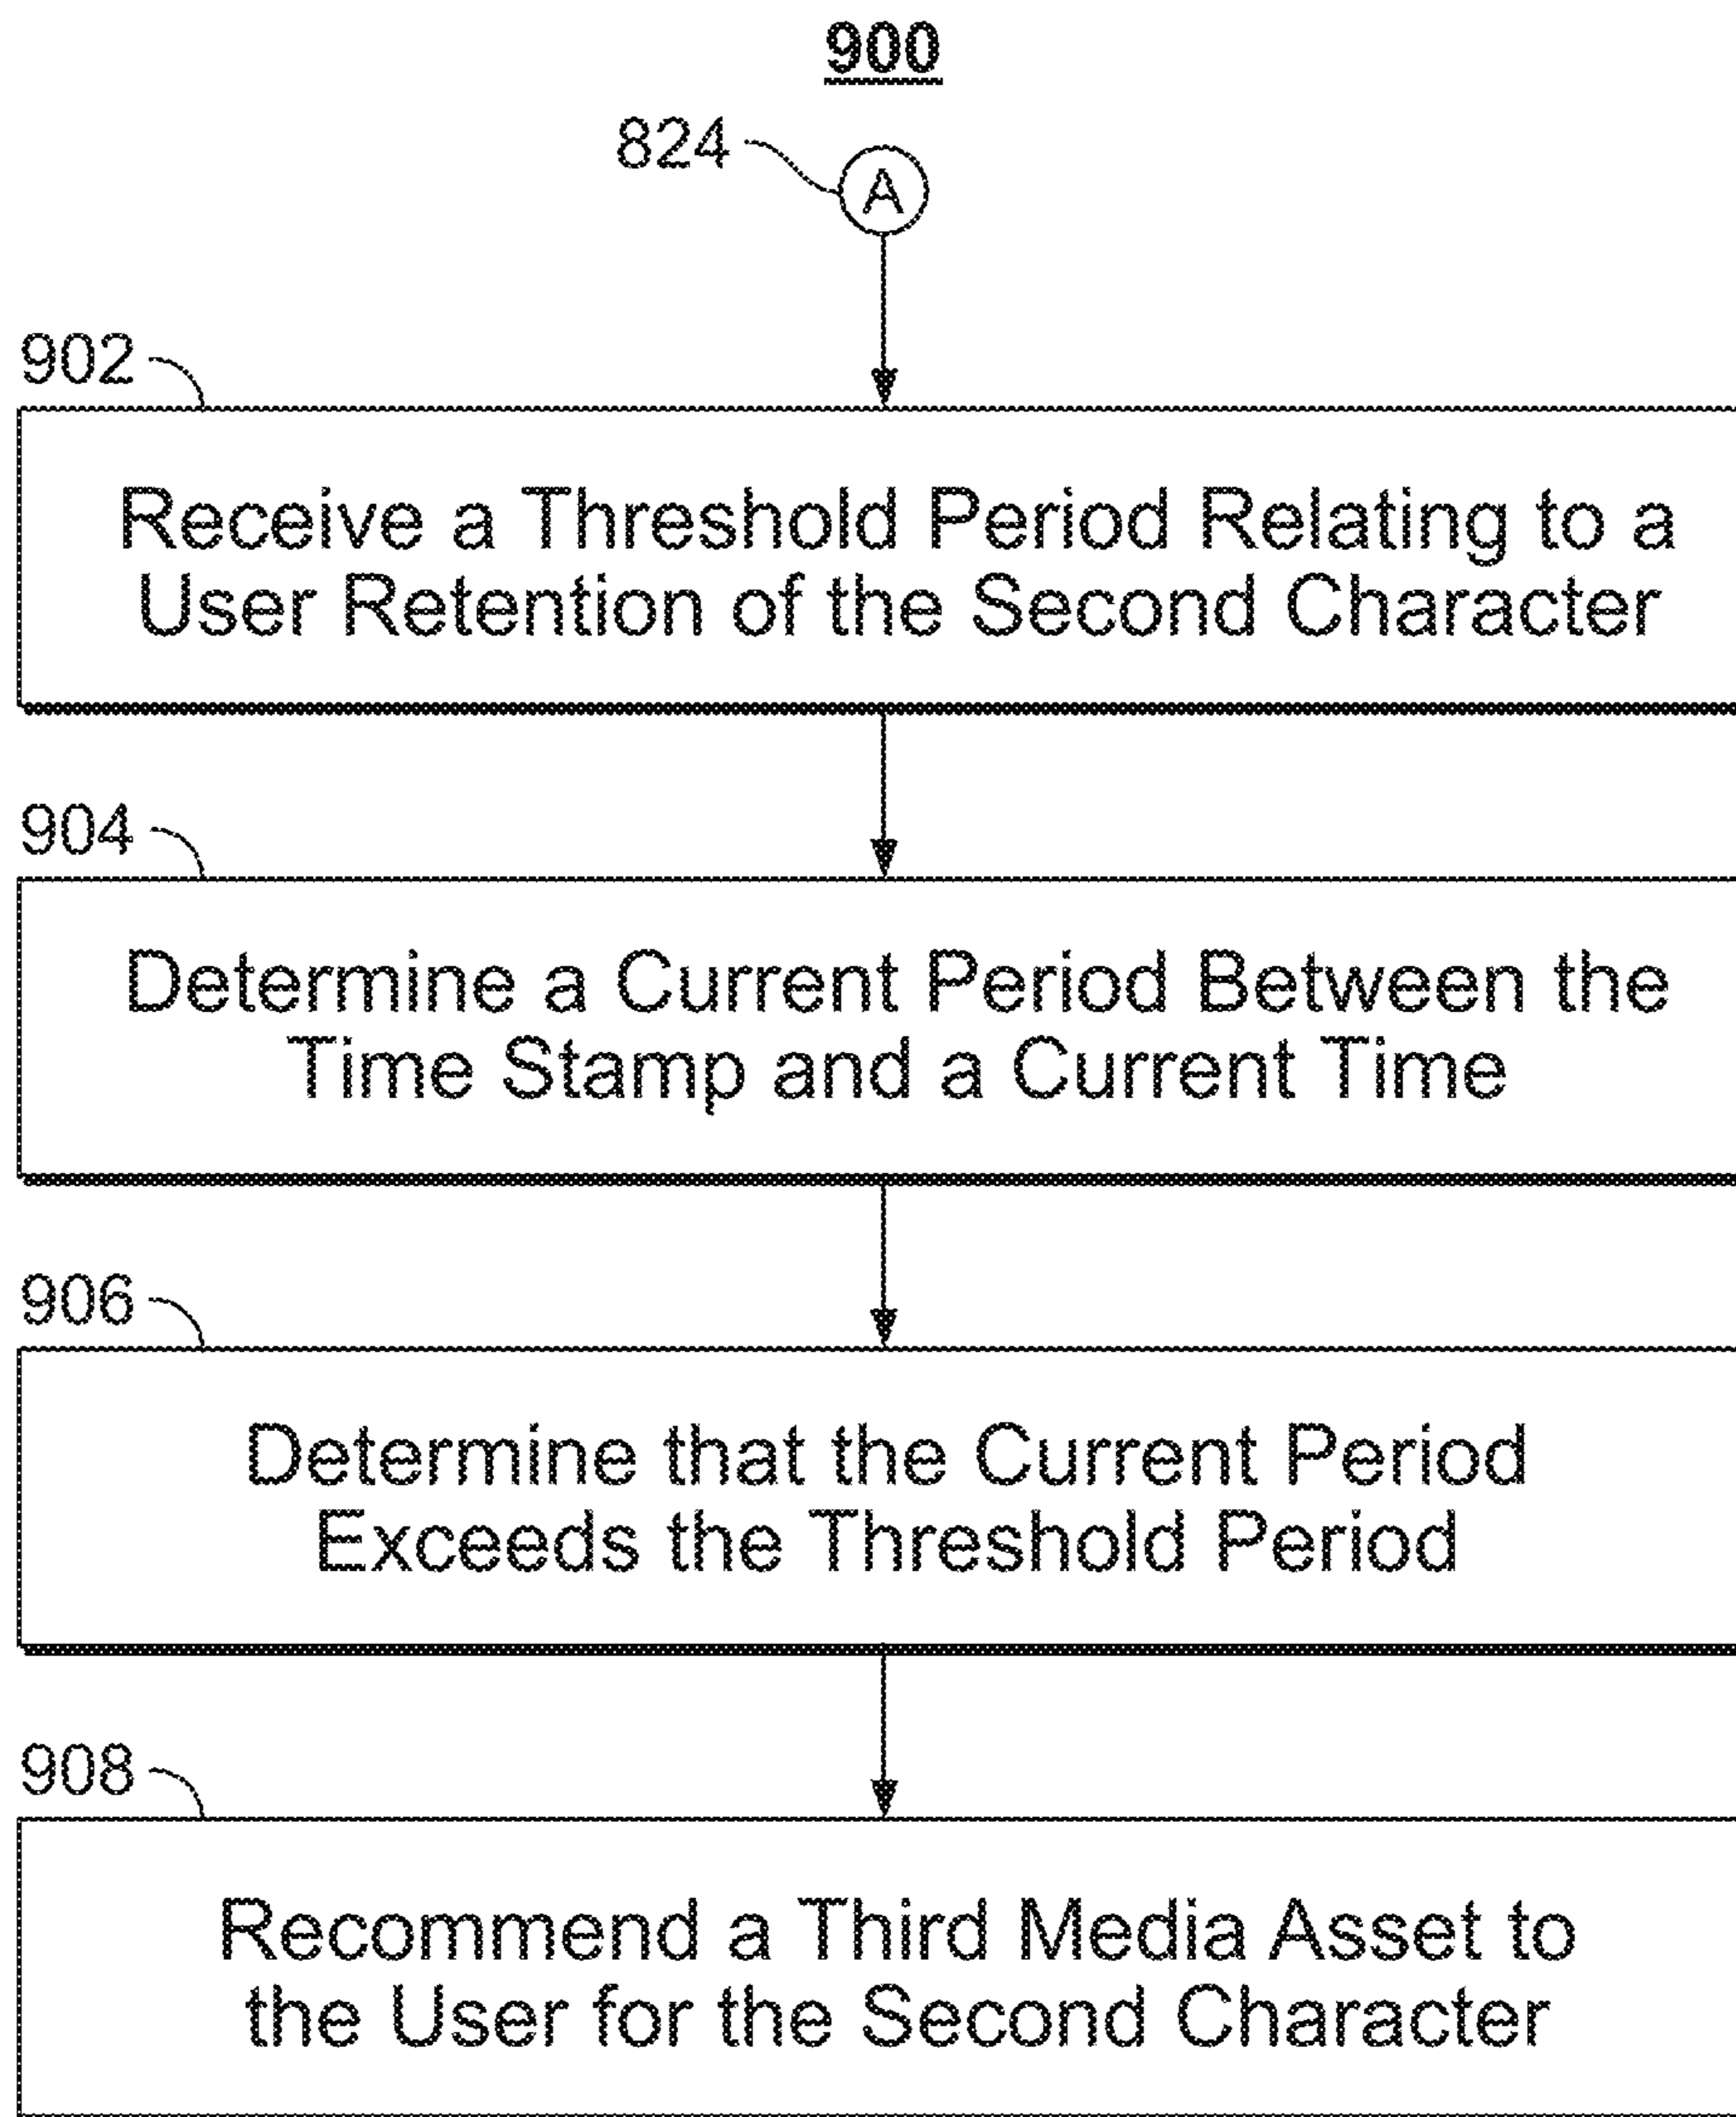 900
824
A
902
Receive a Threshold Period Relating to a
User Retention of the Second Character
904
Determine a Current Period Between the
Time Stamp and a Current Time
906
Determine that the Current Period
Exceeds the Threshold Period
908
Recommend a Third Media Asset to
the User for the Second Character